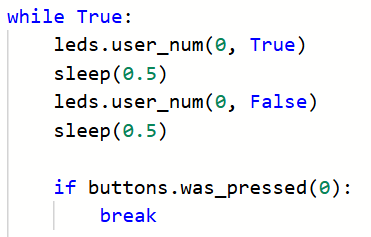 while True:
    leds.user_num(0, True)
    sleep(0.5)
    leds.user_num(0, False)
    sleep(0.5)

    if buttons.was_pressed(0):
        break